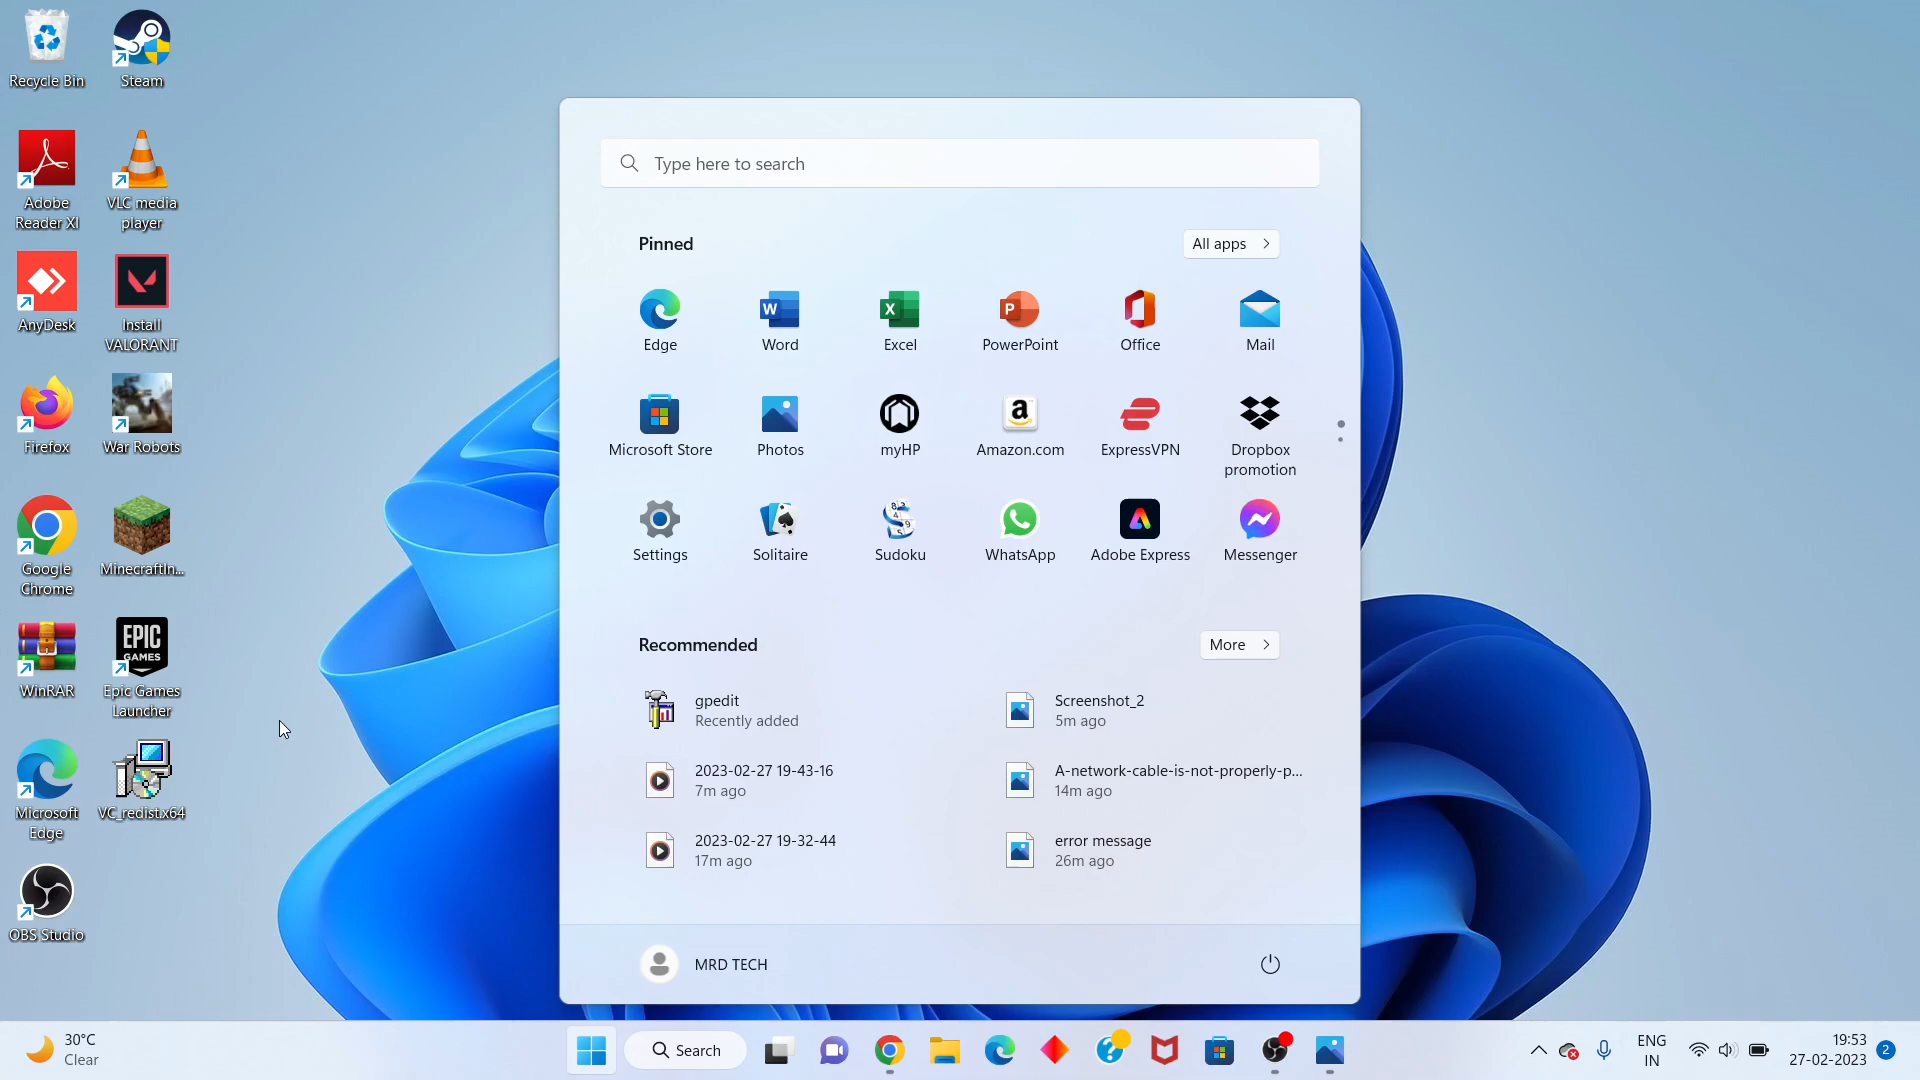 Recycle Bin
Steam
Adobe
Reader XI
VLC media
player
AnyDesk
Install
VALORANT
Firefox
War Robots
Google
Chrome
MinecraftIn...
WinRAR
EPIC
GAMES
Epic Games
Launcher
Microsoft
Edge
VC_redist.x64
OBS Studio
Type here to search
Pinned
All apps
Edge
Word
Excel
PowerPoint
Office
Mail
Microsoft Store
Photos
myHP
Amazon.com
ExpressVPN
Dropbox
promotion
Settings
Solitaire
Sudoku
WhatsApp
Adobe Express
Messenger
Recommended
More
gpedit
Recently added
Screenshot_2
5m ago
2023-02-27 19-43-16
7m ago
A-network-cable-is-not-properly-p...
14m ago
2023-02-27 19-32-44
17m ago
error message
26m ago
MRD TECH
30°C
Clear
Search
ENG
IN
19:53
27-02-2023
2